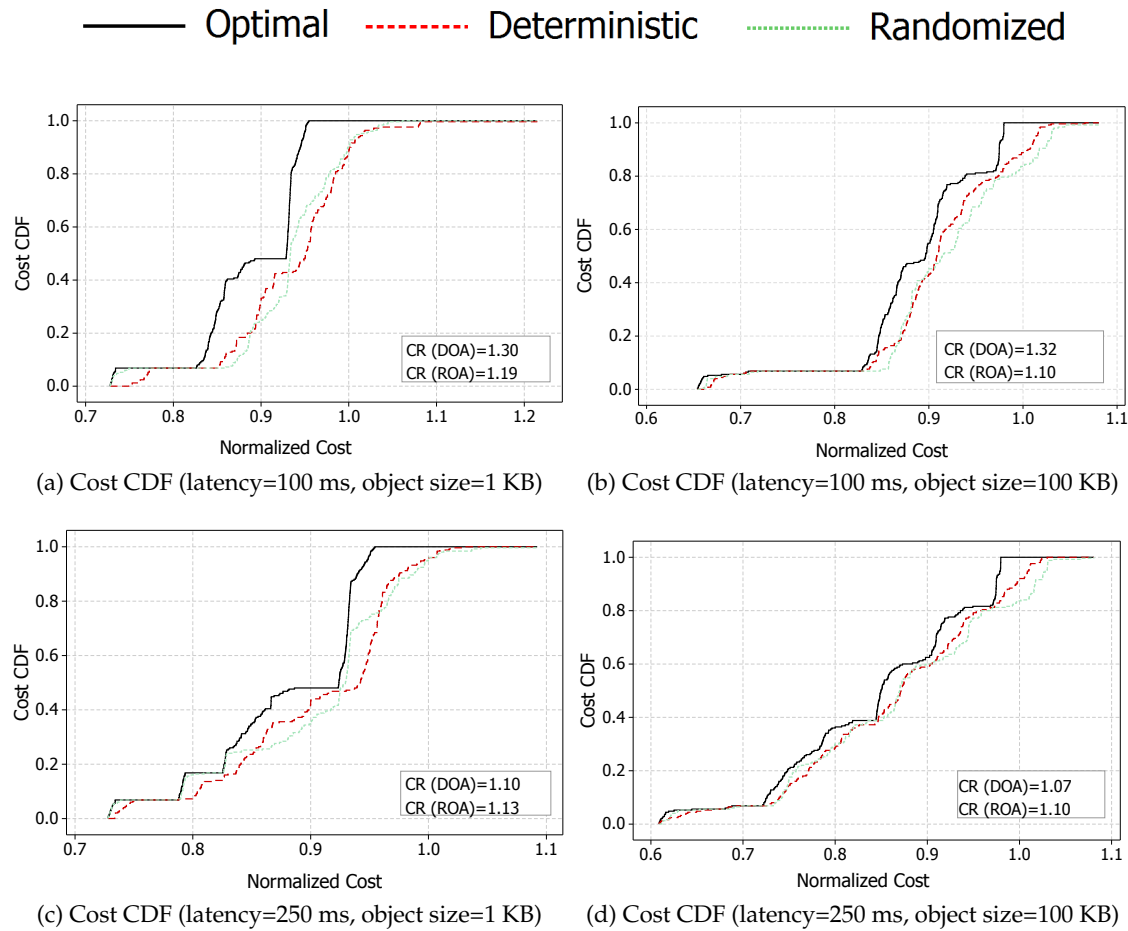 Optimal Deterministic Randomized
1.0
0.8
0.6
0.4
0.2
0.0
Cost CDF
CR (DOA)=1.30
CR (ROA)=1.19
0.7 0.8 0.9 1.0 1.1 1.2
Normalized Cost
(a) Cost CDF (latency=100 ms, object size=1 KB)
1.0
0.8
0.6
0.4
0.2
0.0
Cost CDF
CR (DOA)=1.32
CR (ROA)=1.10
0.6 0.7 0.8 0.9 1.0 1.1
Normalized Cost
(b) Cost CDF (latency=100 ms, object size=100 KB)
1.0
0.8
0.6
0.4
0.2
0.0
Cost CDF
CR (DOA)=1.10
CR (ROA)=1.13
0.7 0.8 0.9 1.0 1.1
Normalized Cost
(c) Cost CDF (latency=250 ms, object size=1 KB)
1.0
0.8
0.6
0.4
0.2
0.0
Cost CDF
CR (DOA)=1.07
CR (ROA)=1.10
0.6 0.7 0.8 0.9 1.0 1.1
Normalized Cost
(d) Cost CDF (latency=250 ms, object size=100 KB)